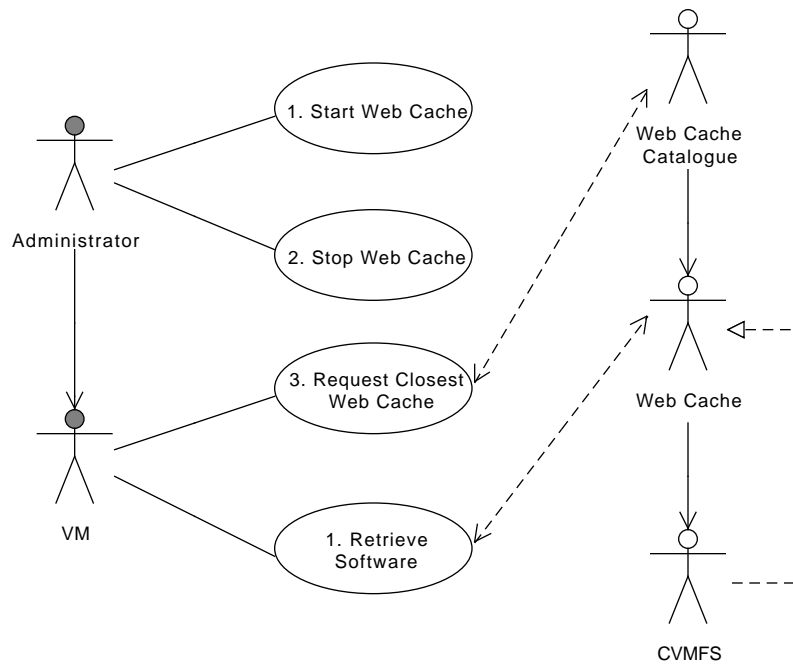 1. Start Web Cache
Web Cache
Catalogue
Administrator
2. Stop Web Cache
3. Request Closest
Web Cache
Web Cache
VM
1. Retrieve
Software
CVMFS